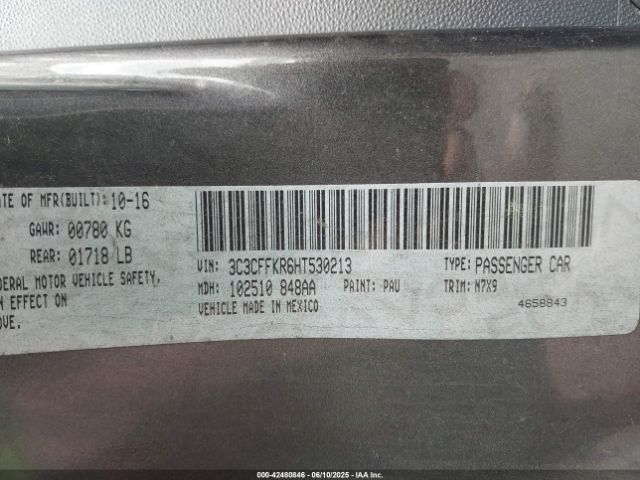 ATE OF MFR(BUILT): 10-16
GAWR: 00780 KG
REAR: 01718 LB
DERAL MOTOR VEHICLE SAFETY,
N EFFECT ON
OVE.
VIN: 3C3CFFKR6HT530213 TYPE: PASSENGER CAR
MDH: 102510 848AA PAINT: PAU TRIM: N7X9
VEHICLE MADE IN MEXICO 4658843
000-42480846 - 06/10/2025 - IAA Inc.